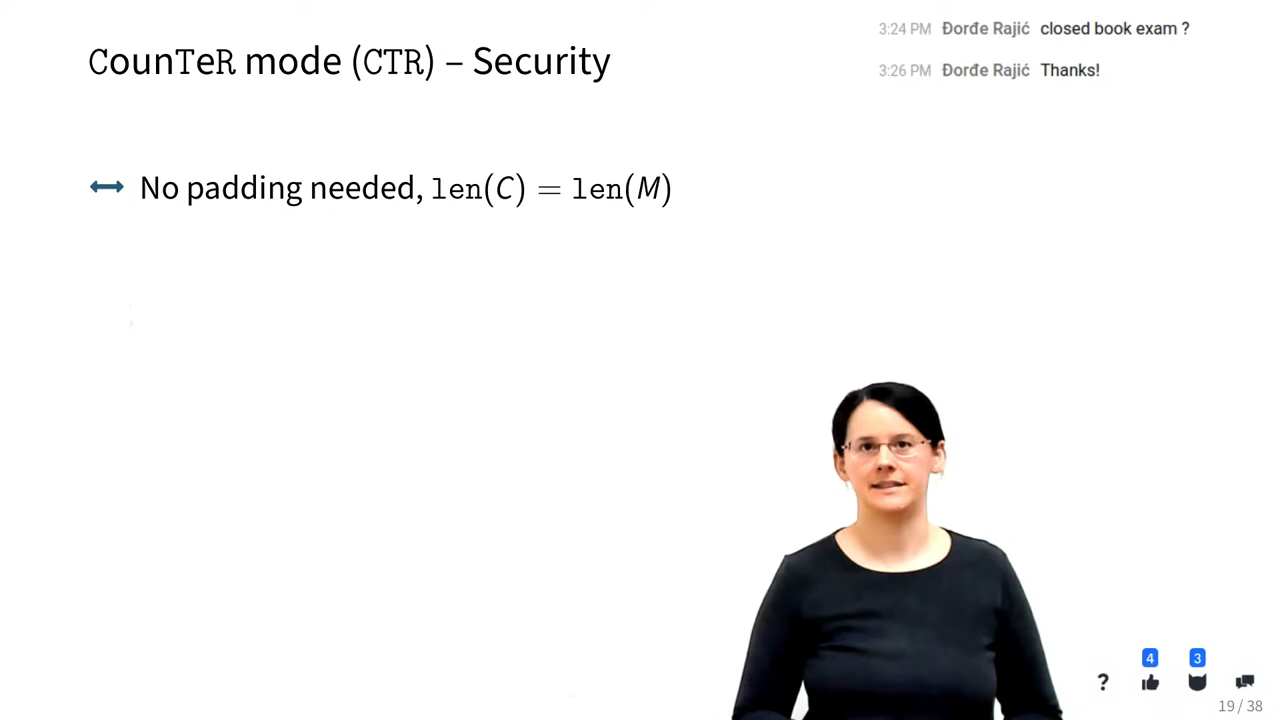 CounTeR mode (CTR) – Security
3:24 PM Đorđe Rajić closed book exam ?
3:26 PM Đorđe Rajić Thanks!
No padding needed, len(C) = len(M)
4 3
?
19 / 38